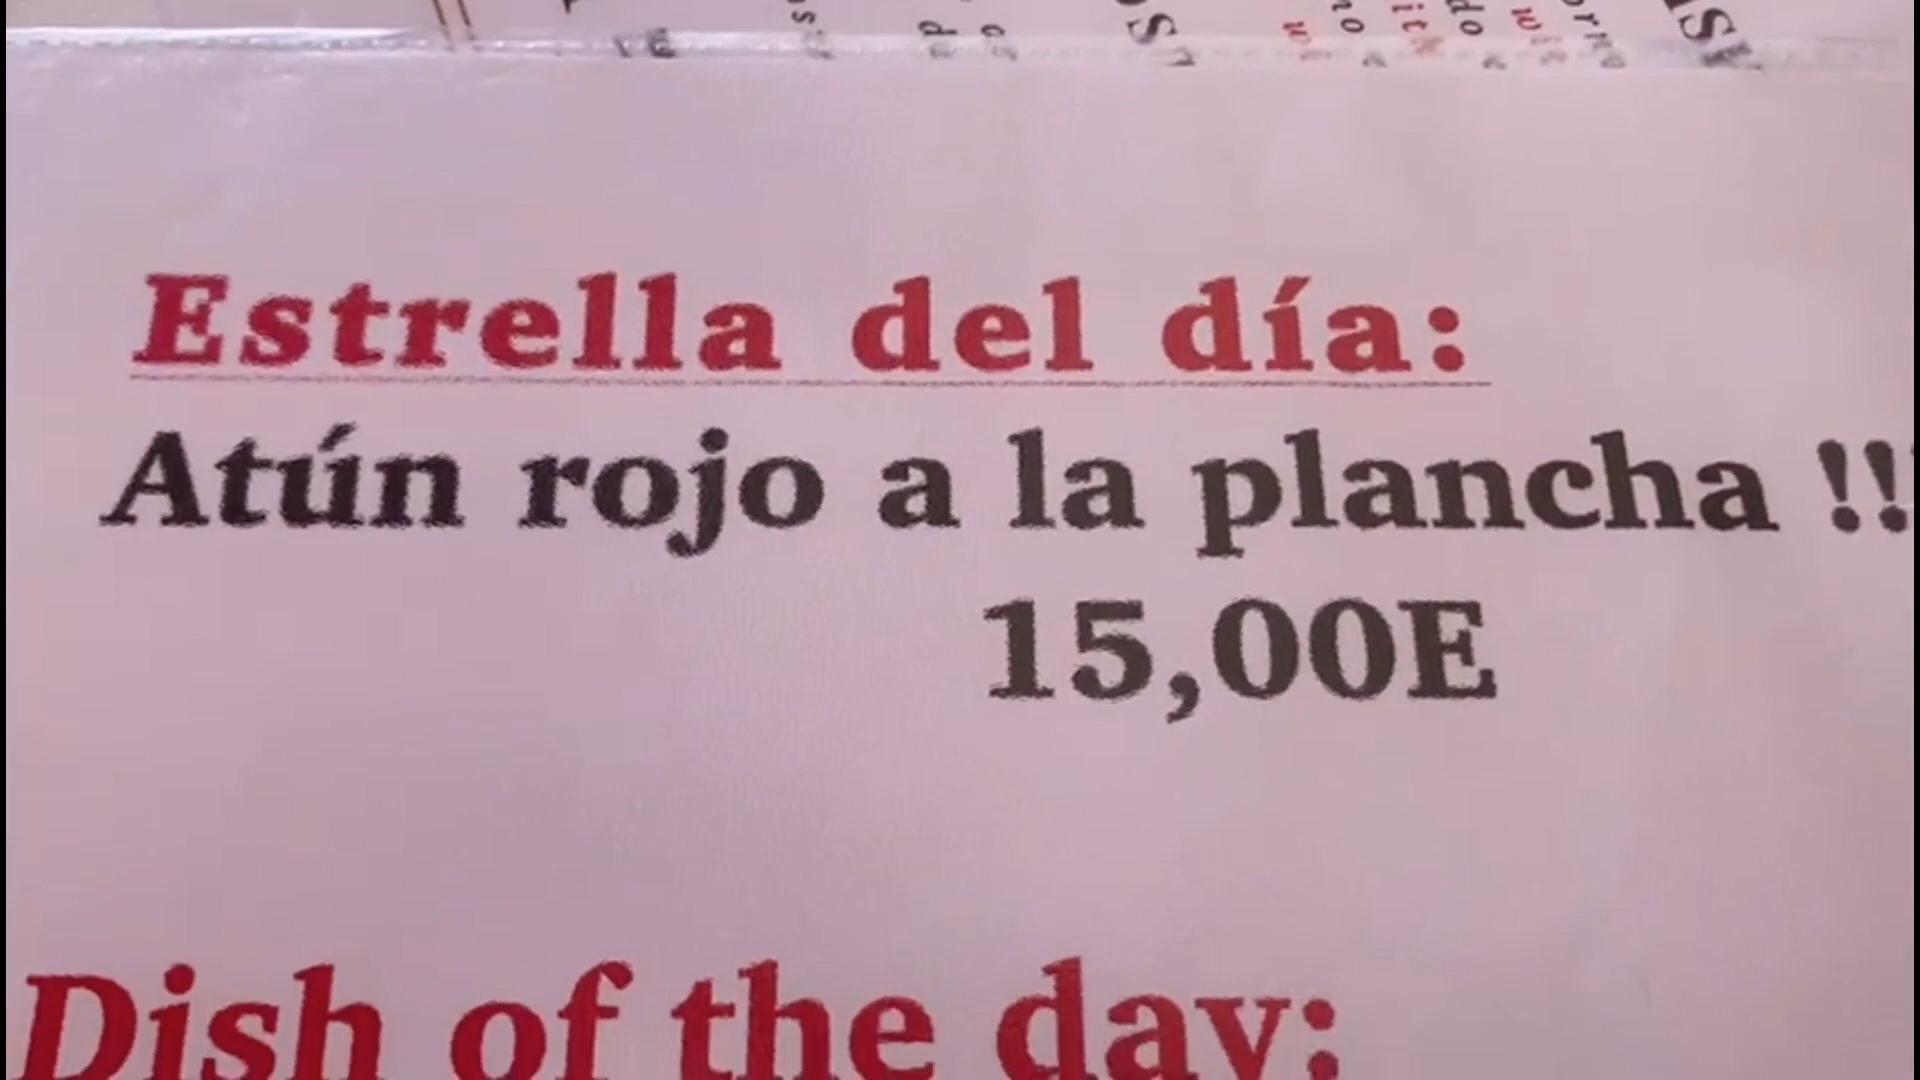 Estrella del día:
Atún rojo a la plancha !!
15,00E
Dish of the day: